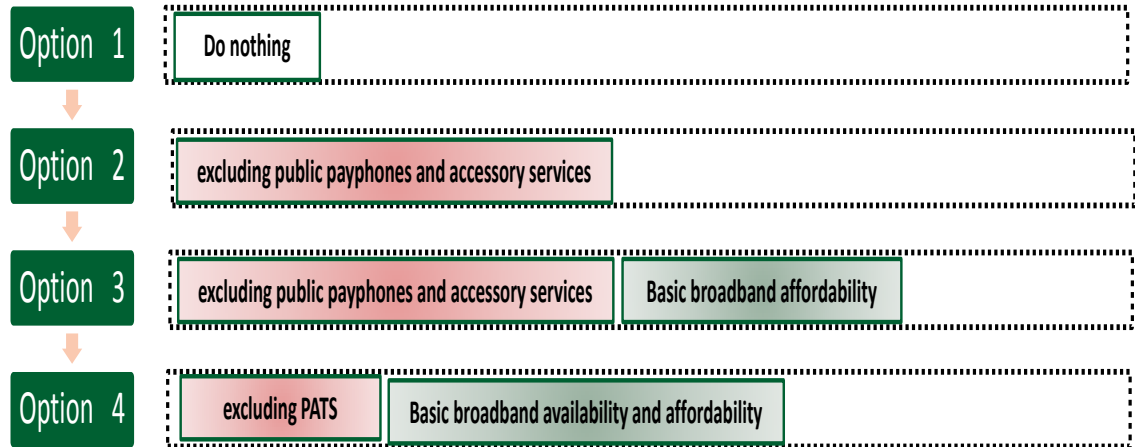 Option 1
Do nothing
Option 2
excluding public payphones and accessory services
Option 3
excluding public payphones and accessory services
Basic broadband affordability
Option 4
excluding PATS
Basic broadband availability and affordability